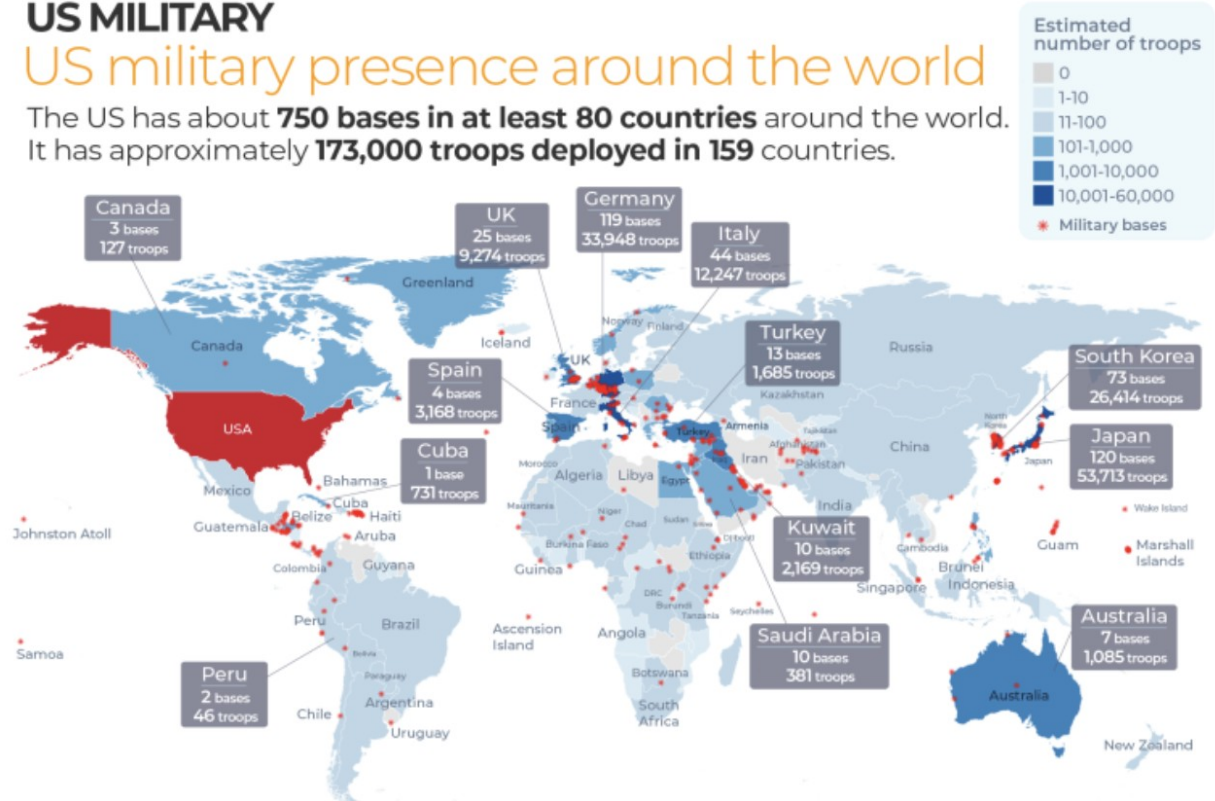 US MILITARY
US military presence around the world
The US has about 750 bases in at least 80 countries around the world.
It has approximately 173,000 troops deployed in 159 countries.
Estimated
number of troops
0
1-10
11-100
101-1,000
1,001-10,000
10,001-60,000
Military bases
Canada
3 bases
127 troops
UK
25 bases
9,274 troops
Germany
119 bases
33,948 troops
Italy
44 bases
12,247 troops
Turkey
13 bases
1,685 troops
South Korea
73 bases
26,414 troops
Spain
4 bases
3,168 troops
Japan
120 bases
53,713 troops
Cuba
1 base
731 troops
Kuwait
10 bases
2,169 troops
Saudi Arabia
10 bases
381 troops
Australia
7 bases
1,085 troops
Peru
2 bases
46 troops
Greenland
Canada
Iceland
Norway
Finland
UK
Russia
France
Spain
USA
Kazakhstan
Turkey
Armenia
Tajikistan
North
Korea
China
Japan
Afghanistan
Iran
Pakistan
Iraq
Morocco
Algeria
Libya
Egypt
India
Mexico
Bahamas
Cuba
Belize
Haiti
Guatemala
Aruba
Johnston Atoll
Mauritania
Niger
Chad
Sudan
Djibouti
Burkina Faso
Ethiopia
Wake Island
Guam
Marshall
Islands
Cambodia
Brunei
Singapore
Indonesia
Colombia
Guyana
Guinea
DRC
Burundi
Tanzania
Seychelles
Peru
Brazil
Ascension
Island
Angola
Samoa
Bolivia
Paraguay
Botswana
Argentina
Chile
South
Africa
Uruguay
Australia
New Zealand